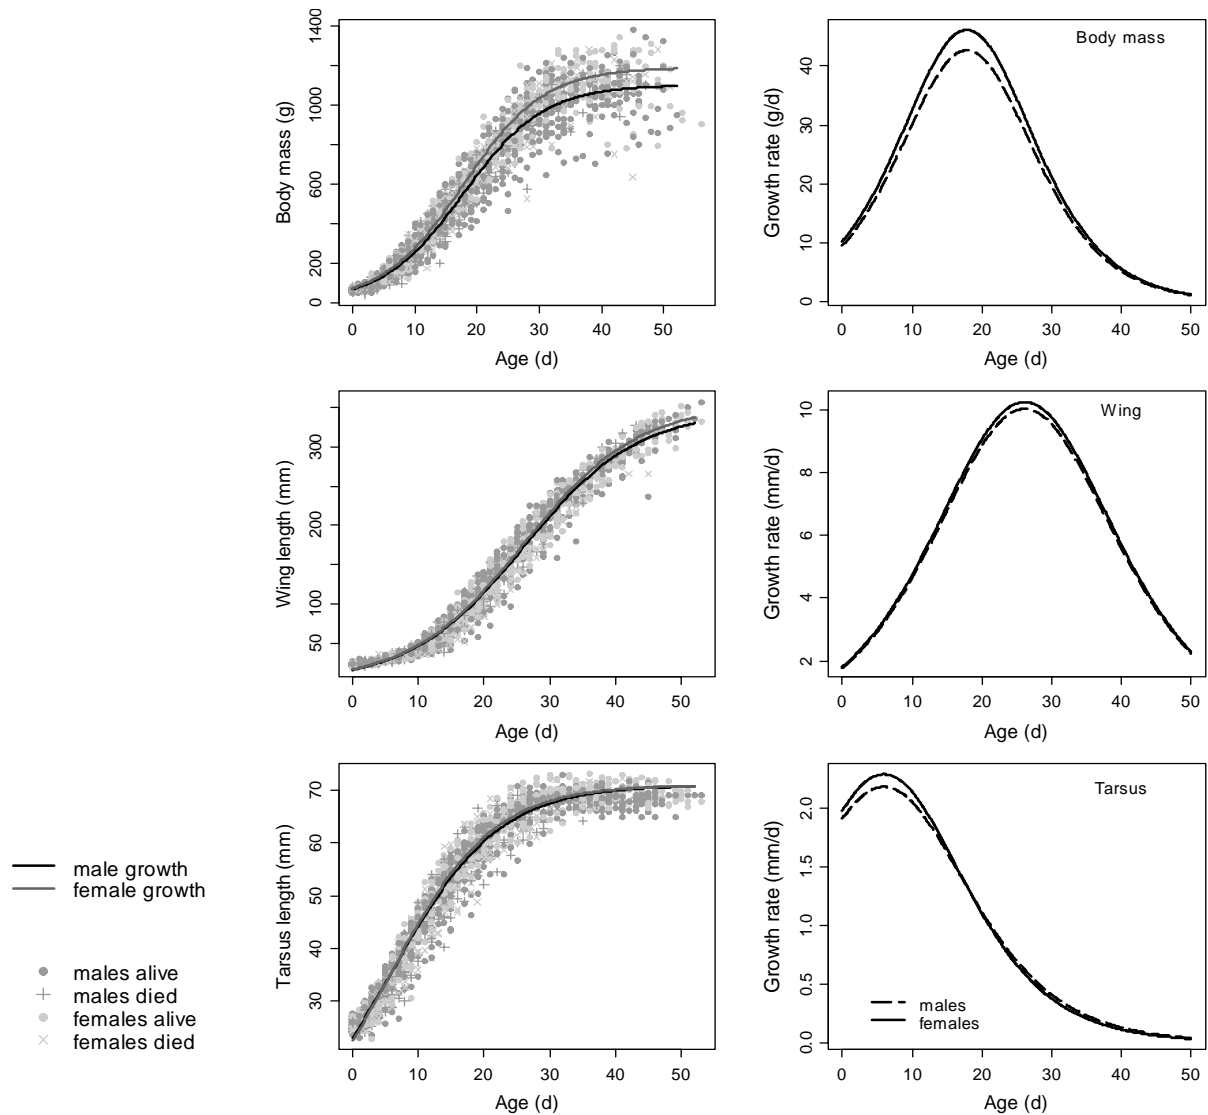 Body mass (g)
0
200
600
1000
1400
0
10
20
30
40
50
Age (d)
Growth rate (g/d)
0
10
20
30
40
Body mass
0
10
20
30
40
50
Age (d)
Wing length (mm)
50
100
200
300
0
10
20
30
40
50
Age (d)
Growth rate (mm/d)
2
4
6
8
10
Wing
0
10
20
30
40
50
Age (d)
male growth
female growth
males alive
males died
females alive
females died
Tarsus length (mm)
30
40
50
60
70
0
10
20
30
40
50
Age (d)
Growth rate (mm/d)
0.0
0.5
1.0
1.5
2.0
Tarsus
males
females
0
10
20
30
40
50
Age (d)